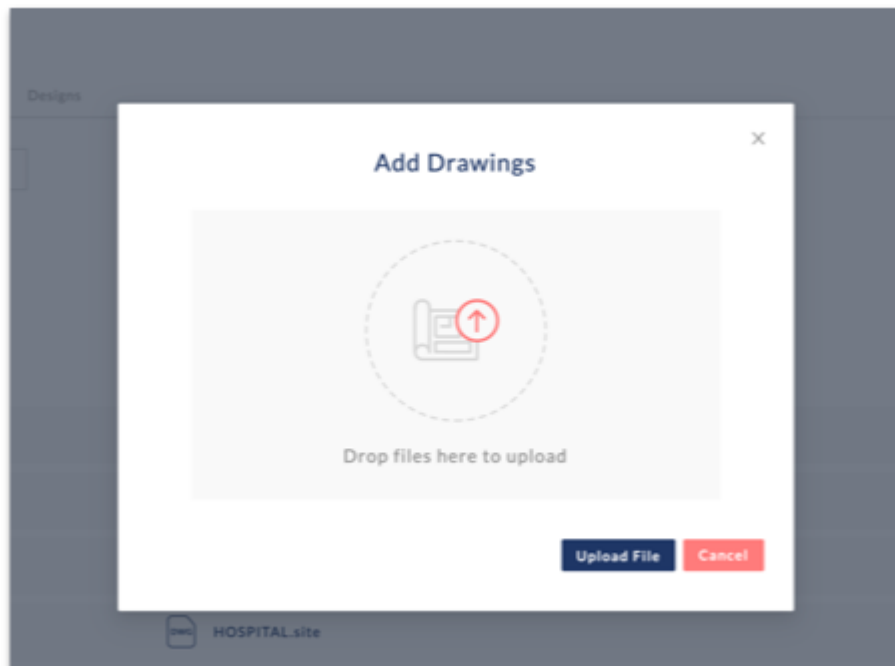 Designs
Add Drawings
Drop files here to upload
Upload File
Cancel
DWG
HOSPITAL.site